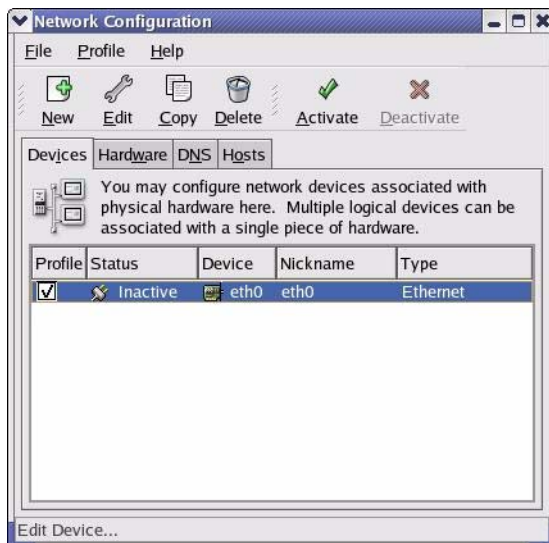 Network Configuration
File Profile Help
New Edit Copy Delete Activate Deactivate
Devices Hardware DNS Hosts
You may configure network devices associated with
physical hardware here. Multiple logical devices can be
associated with a single piece of hardware.
Profile Status Device Nickname Type
Inactive eth0 eth0 Ethernet
Edit Device...